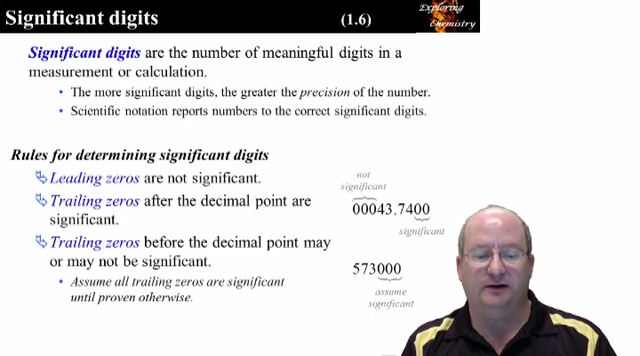 Significant digits (1.6)
Exploring
Chemistry
Significant digits are the number of meaningful digits in a
measurement or calculation.
• The more significant digits, the greater the precision of the number.
• Scientific notation reports numbers to the correct significant digits.
Rules for determining significant digits
Leading zeros are not significant.
Trailing zeros after the decimal point are
significant.
Trailing zeros before the decimal point may
or may not be significant.
• Assume all trailing zeros are significant
until proven otherwise.
not
significant
00043.7400
significant
573000
assume
significant